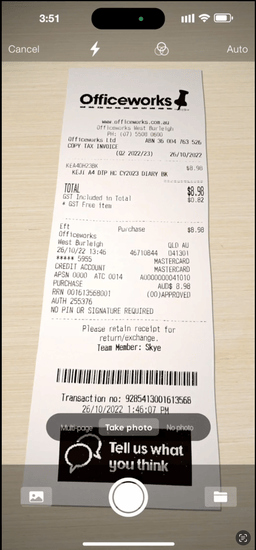 3:51
Cancel
Auto
Officeworks
www.officeworks.com.au
Officeworks West Burleigh
PH: (07) 5586 0800
Officeworks Ltd ABN 36 004 763 526
COPY TAX INVOICE
(Q2 2022/23) 26/10/2022
$8.98
KEJI A4 DTP HC CY2023 DIARY BK
TOTAL $8.98
GST Included in Total $0.82
* GST Free Item
Eft Purchase $8.98
Officeworks
West Burleigh QLD AU
26/10/22 13:46 46710844 041301
***** 5955 MASTERCARD
CREDIT ACCOUNT MASTERCARD
APSN 0000 ATC 0014 A0000000041010
PURCHASE AUD$ 8.98
RRN 001613568001 (00)APPROVED
AUTH 255376
NO PIN OR SIGNATURE REQUIRED
Please retain receipt for
return/exchange.
Team Member: Skye
Transaction no: 9285413001613568
26/10/2022 1:46:07 PM
Multi-page Take photo No photo
Tell us what
you think